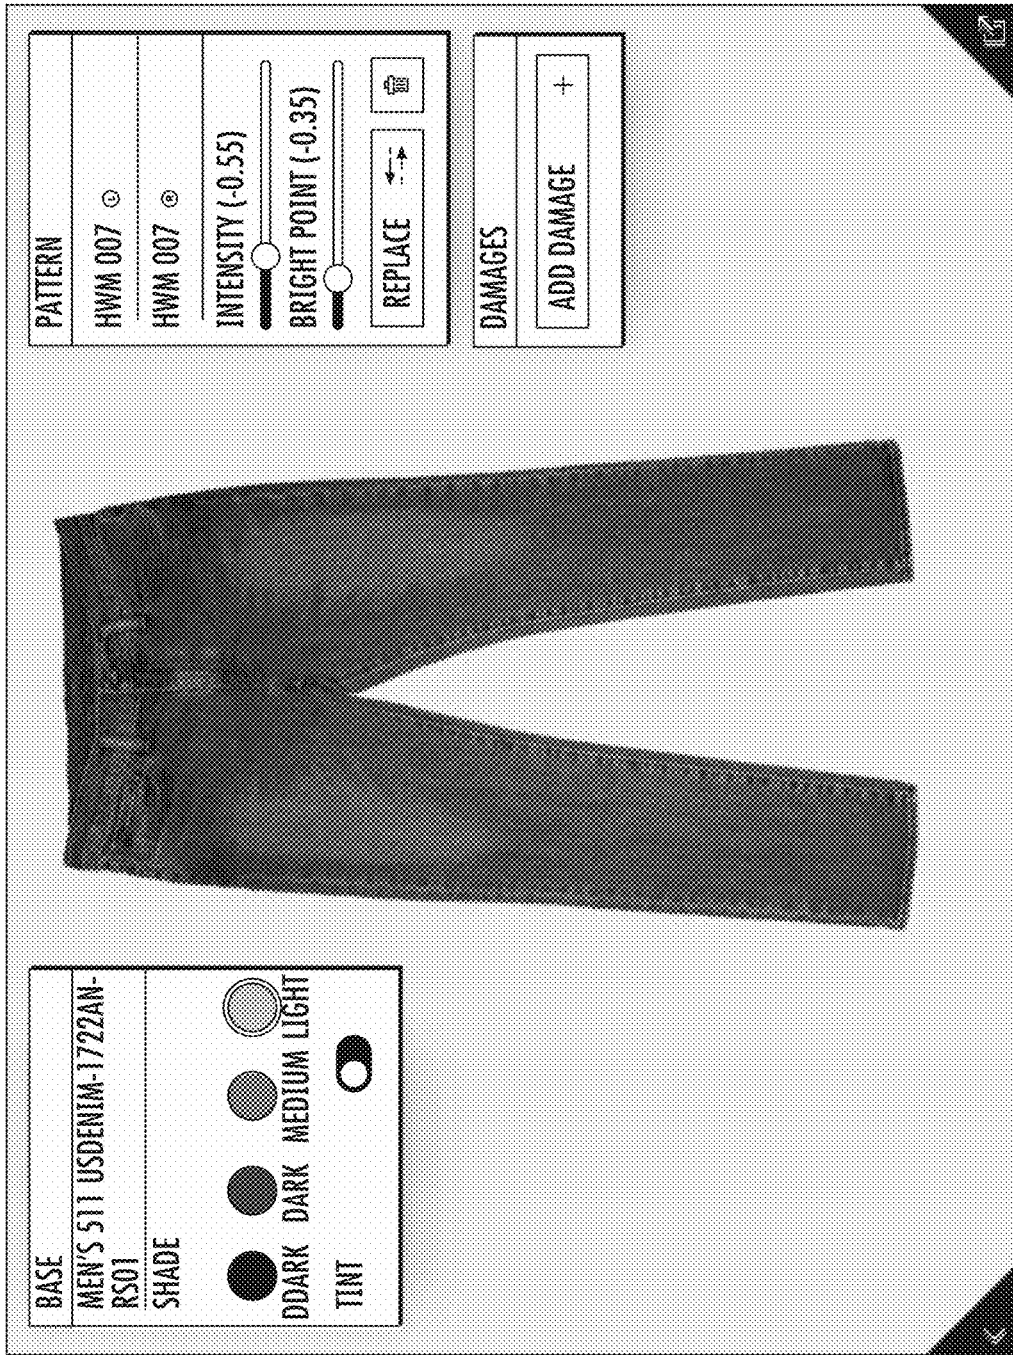 BASE
MEN'S 511 USDENIM-1722AN-
RS01
SHADE
DDARK DARK MEDIUM LIGHT
TINT
PATTERN
HWM 007 L
HWM 007 R
INTENSITY (-0.55)
BRIGHT POINT (-0.35)
REPLACE
DAMAGES
ADD DAMAGE +